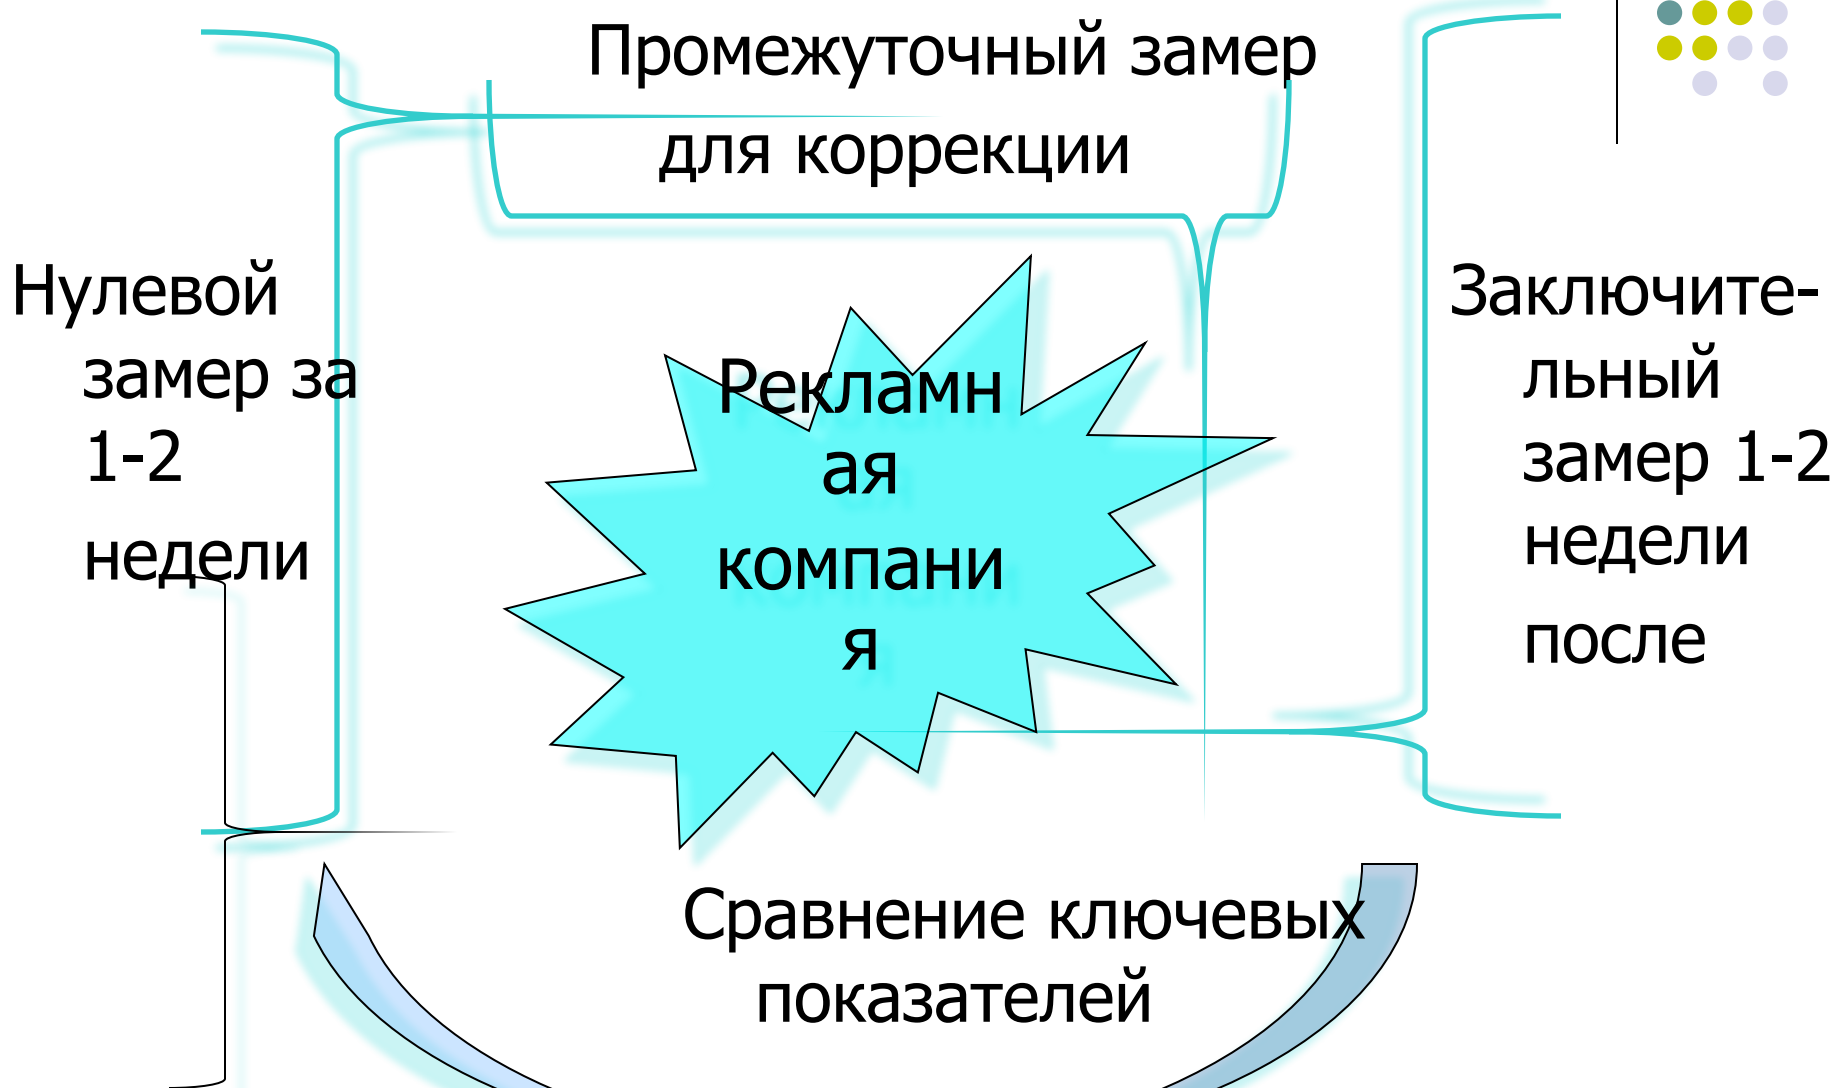 Промежуточный замер
для коррекции
Нулевой
замер за
1-2
недели
Рекламн
ая
компани
я
Заключите-
льный
замер 1-2
недели
после
Сравнение ключевых
показателей